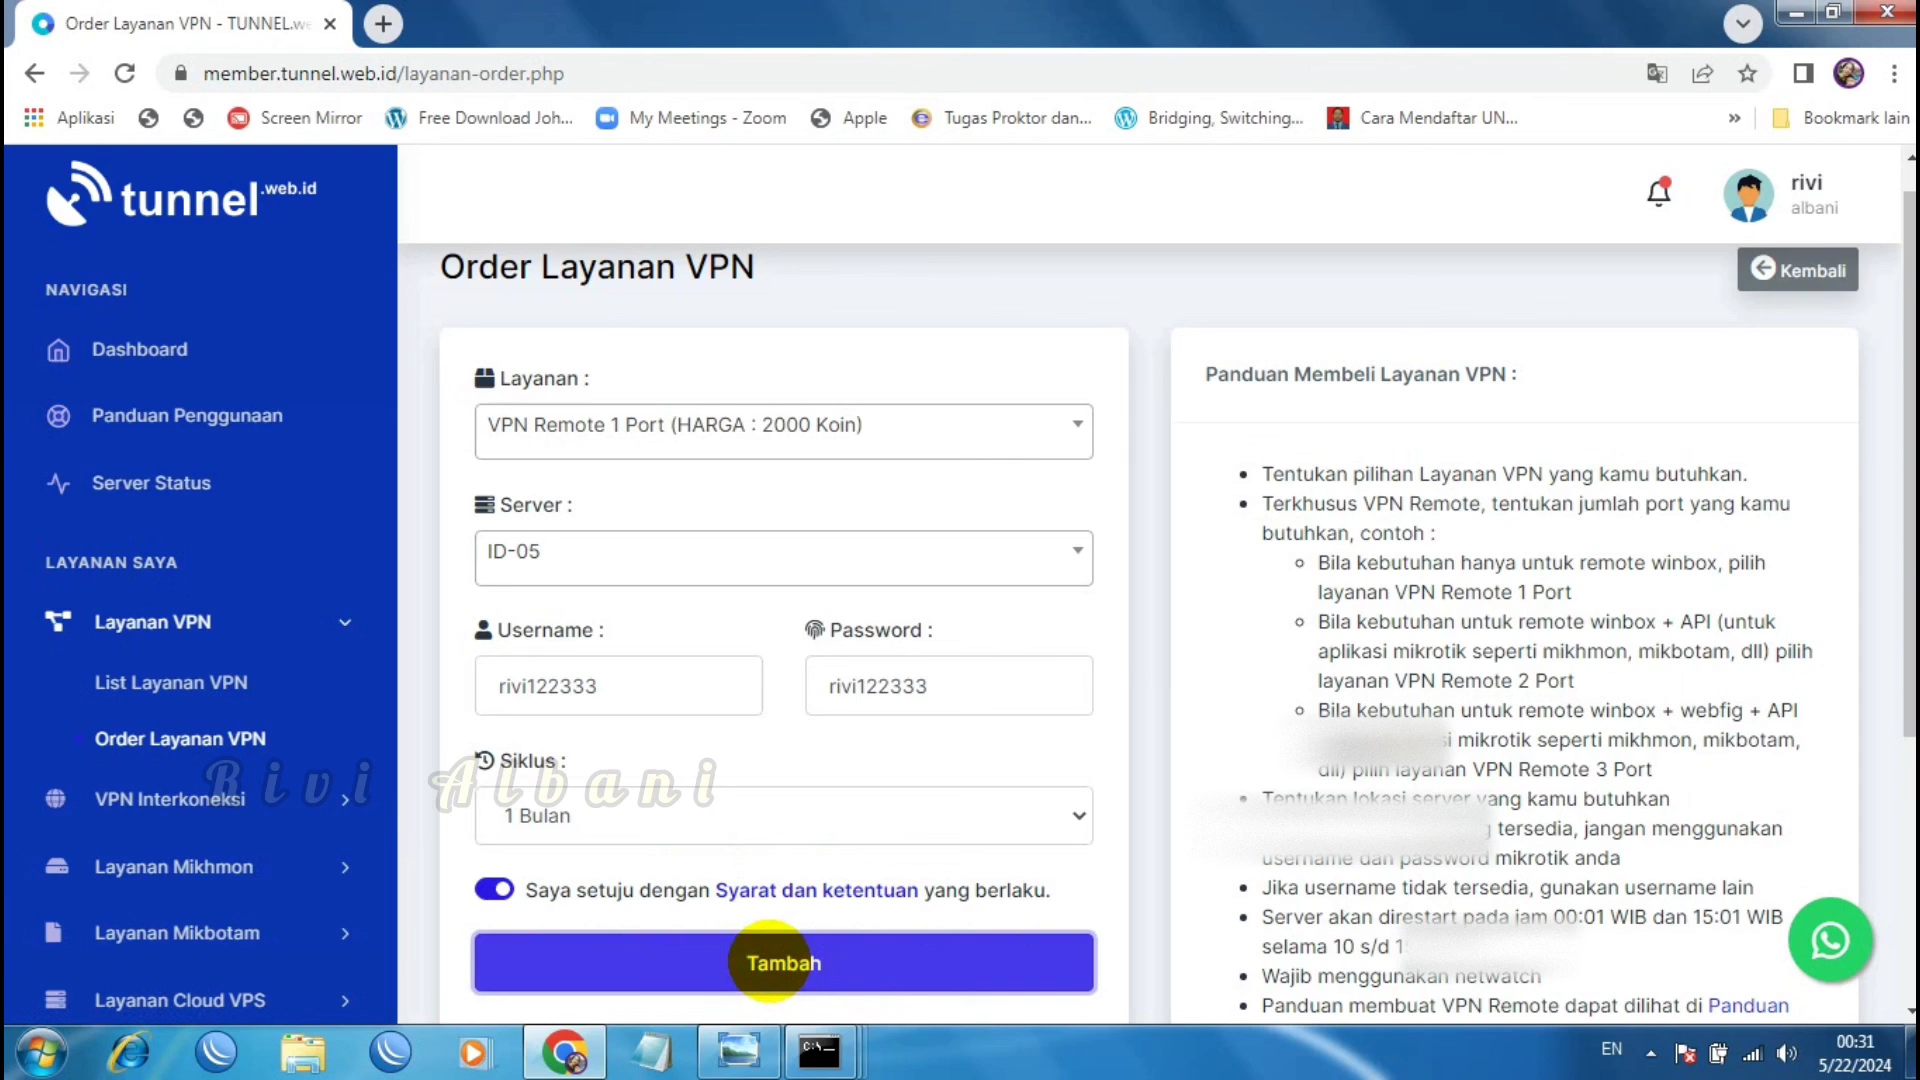 Order Layanan VPN - TUNNEL.we
member.tunnel.web.id/layanan-order.php
Aplikasi
Screen Mirror
Free Download Joh...
My Meetings - Zoom
Apple
Tugas Proktor dan...
Bridging, Switching...
Cara Mendaftar UN...
»
Bookmark lain
tunnel.web.id
rivi
albani
NAVIGASI
Dashboard
Panduan Penggunaan
Server Status
LAYANAN SAYA
Layanan VPN
List Layanan VPN
Order Layanan VPN
VPN Interkoneksi
Layanan Mikhmon
Layanan Mikbotam
Layanan Cloud VPS
Order Layanan VPN
Kembali
Layanan :
VPN Remote 1 Port (HARGA : 2000 Koin)
Server :
ID-05
Username :
Password :
rivi122333
rivi122333
Siklus :
Rivi Albani
1 Bulan
Saya setuju dengan Syarat dan ketentuan yang berlaku.
Tambah
Panduan Membeli Layanan VPN :
Tentukan pilihan Layanan VPN yang kamu butuhkan.
Terkhusus VPN Remote, tentukan jumlah port yang kamu
butuhkan, contoh :
Bila kebutuhan hanya untuk remote winbox, pilih
layanan VPN Remote 1 Port
Bila kebutuhan untuk remote winbox + API (untuk
aplikasi mikrotik seperti mikhmon, mikbotam, dll) pilih
layanan VPN Remote 2 Port
Bila kebutuhan untuk remote winbox + webfig + API
mikrotik seperti mikhmon, mikbotam,
dll) pilih layanan VPN Remote 3 Port
Tentukan lokasi server yang kamu butuhkan
tersedia, jangan menggunakan
username dan password mikrotik anda
Jika username tidak tersedia, gunakan username lain
Server akan direstart pada jam 00:01 WIB dan 15:01 WIB
selama 10 s/d
Wajib menggunakan netwatch
Panduan membuat VPN Remote dapat dilihat di Panduan
C:\
EN
00:31
5/22/2024